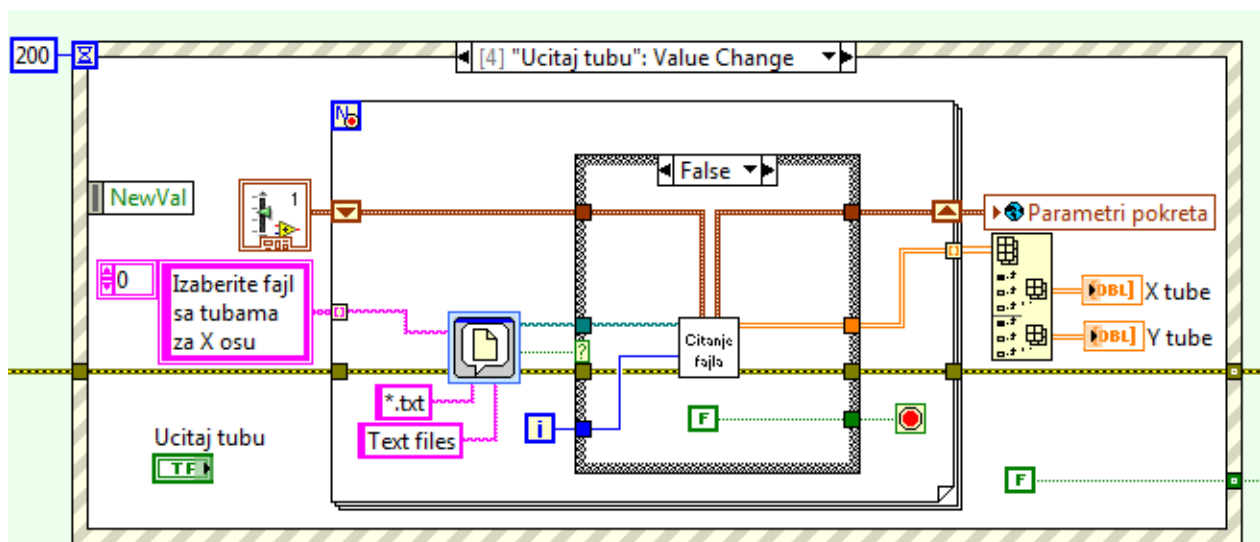 200
[4] "Ucitaj tubu": Value Change
N
False
NewVal
1
Parametri pokreta
0
Izaberite fajl
sa tubama
za X osu
DBL]
X tube
?
Citanje
fajla
DBL]
Y tube
*.txt
Text files
i
F
Ucitaj tubu
TF
F